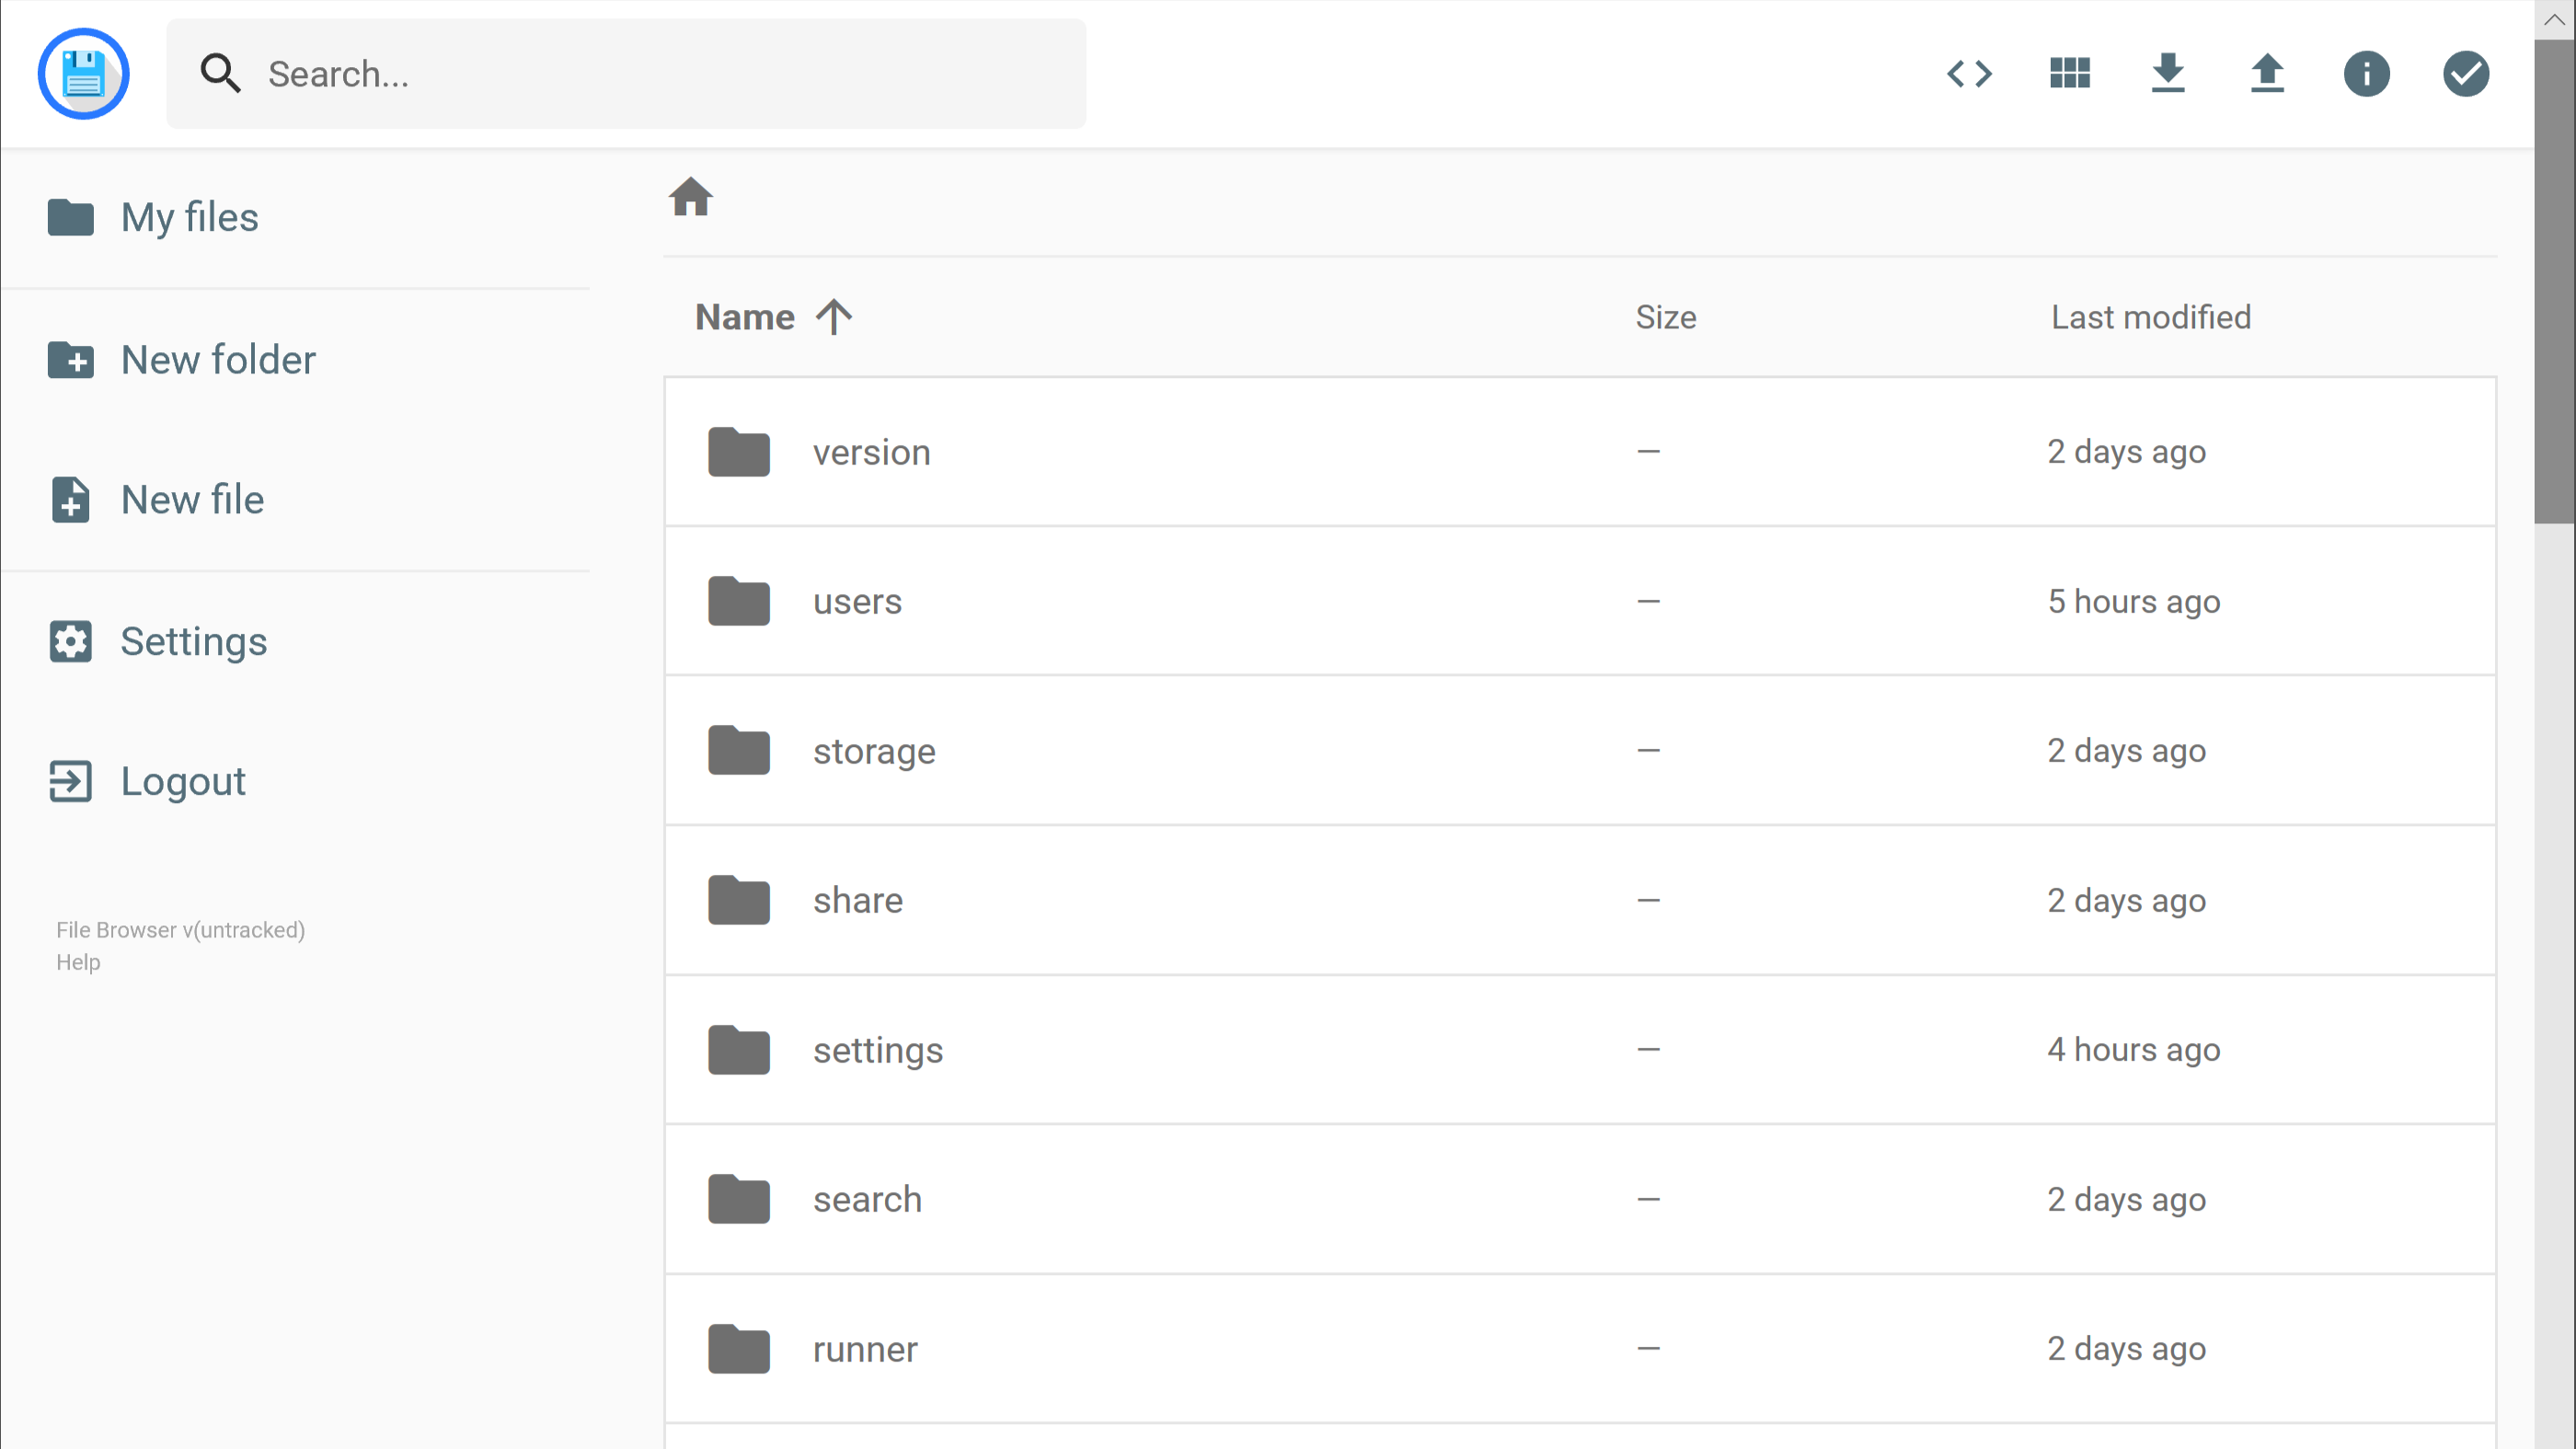 Search...
My files
New folder
New file
Settings
Logout
File Browser v(untracked)
Help
Name Size Last modified
version — 2 days ago
users — 5 hours ago
storage — 2 days ago
share — 2 days ago
settings — 4 hours ago
search — 2 days ago
runner — 2 days ago